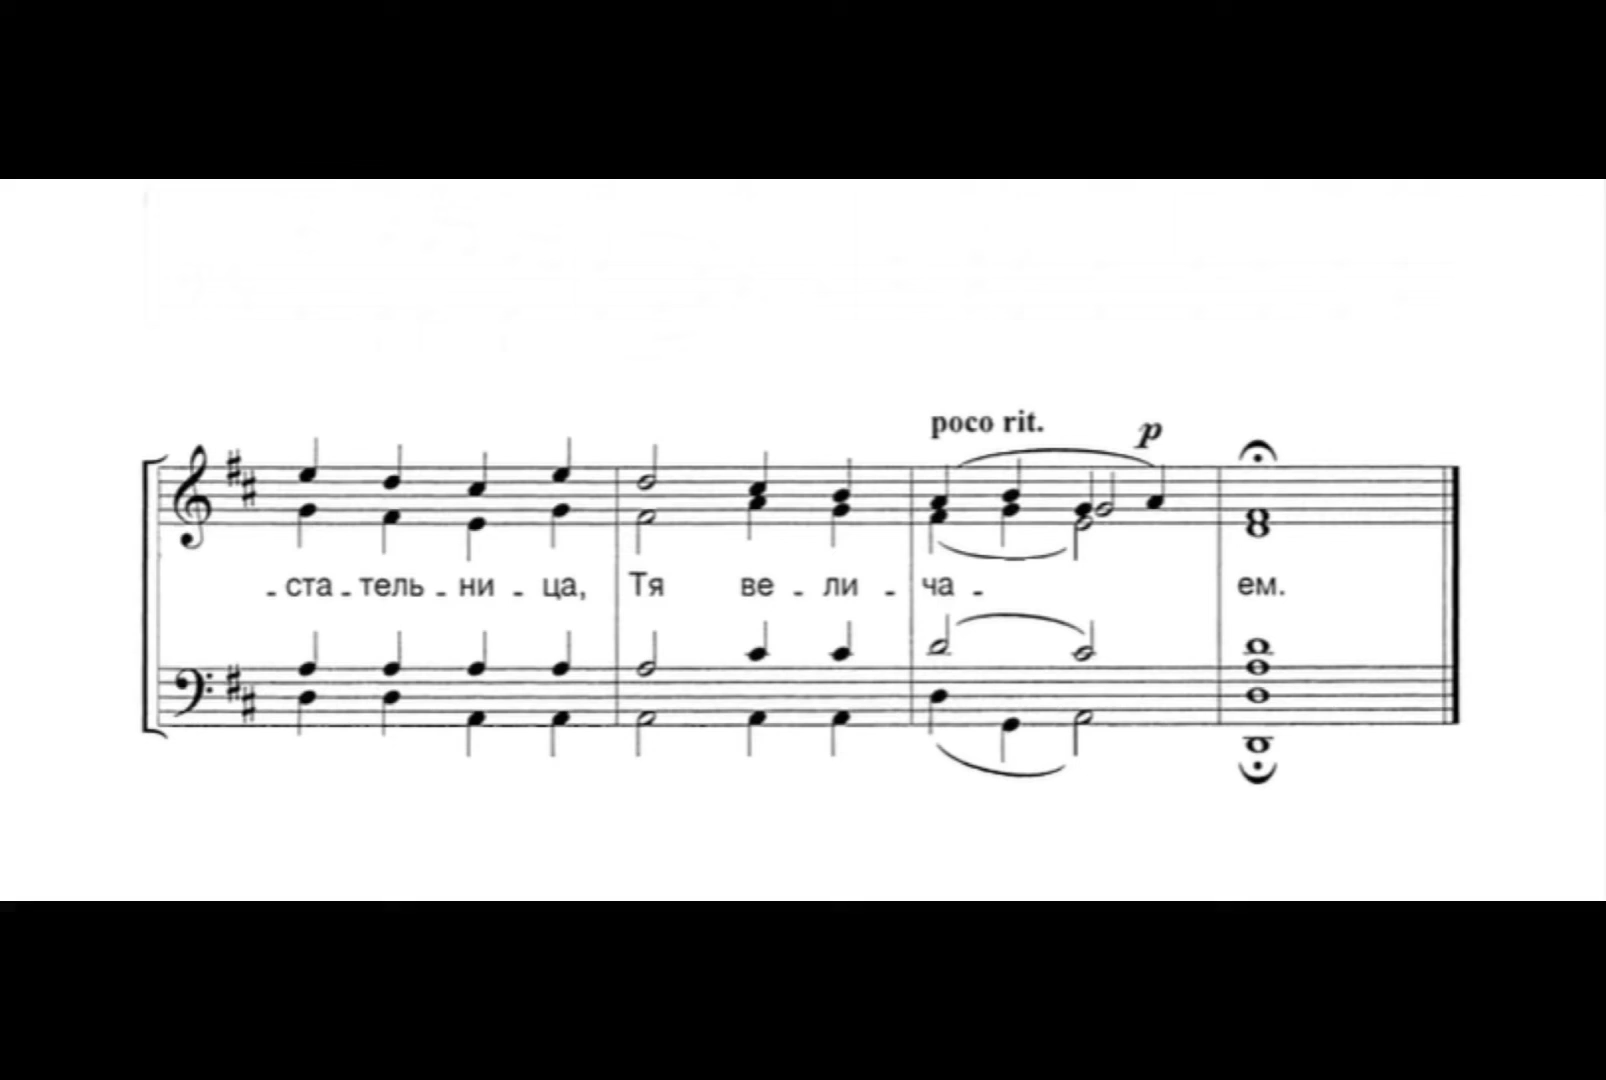 poco rit.
p
- ста - тель - ни - ца, Тя ве - ли - ча - ем.